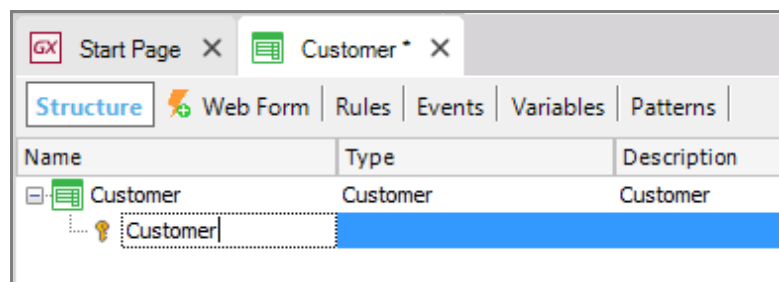 GX Start Page Customer *
Structure Web Form Rules Events Variables Patterns
Name Type Description
Customer Customer Customer
Customer